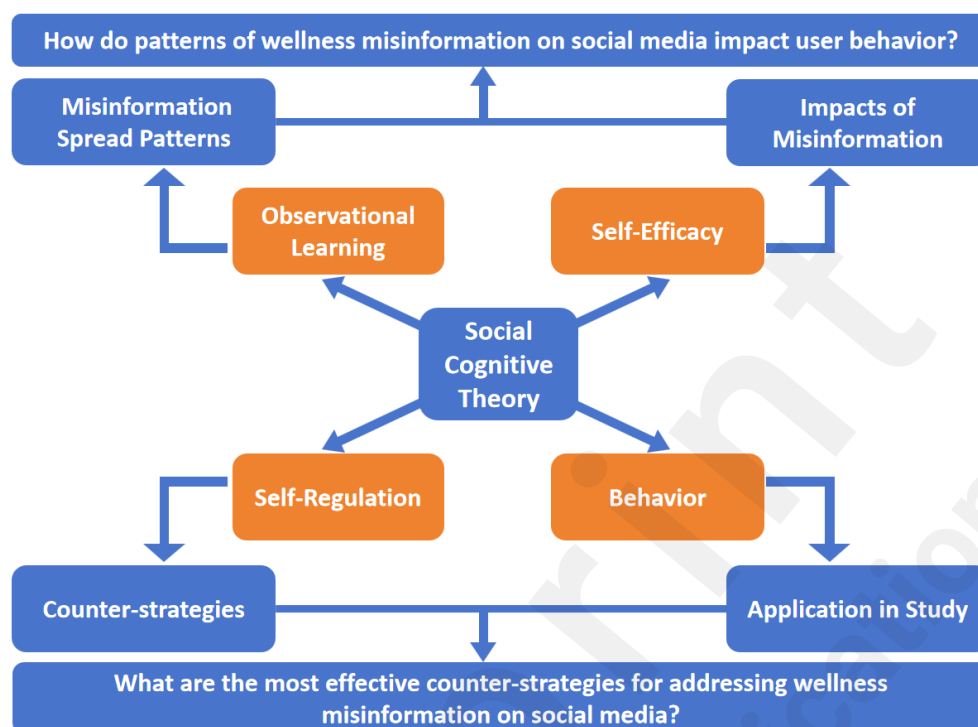 How do patterns of wellness misinformation on social media impact user behavior?
Misinformation
Spread Patterns
Impacts of
Misinformation
Observational
Learning
Self-Efficacy
Social
Cognitive
Theory
Self-Regulation
Behavior
Counter-strategies
Application in Study
What are the most effective counter-strategies for addressing wellness
misinformation on social media?